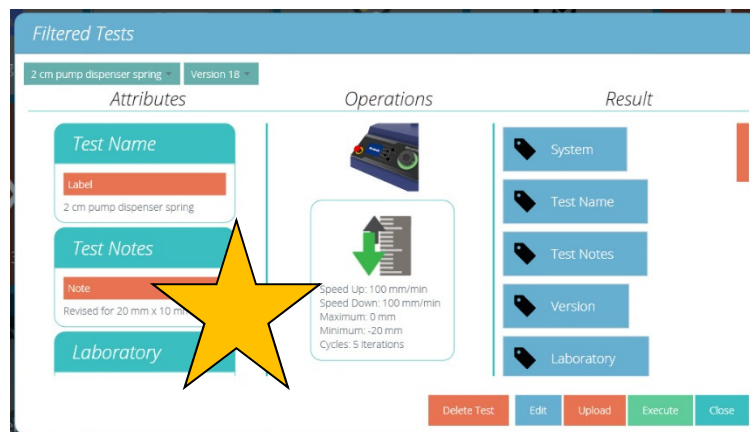 Filtered Tests
2 cm pump dispenser spring
Version 18
Attributes
Operations
Result
Test Name
Label
2 cm pump dispenser spring
Test Notes
Note
Revised for 20 mm x 10 mm
Laboratory
Speed Up: 100 mm/min
Speed Down: 100 mm/min
Maximum: 0 mm
Minimum: -20 mm
Cycles: 5 Iterations
System
Test Name
Test Notes
Version
Laboratory
Delete Test
Edit
Upload
Execute
Close